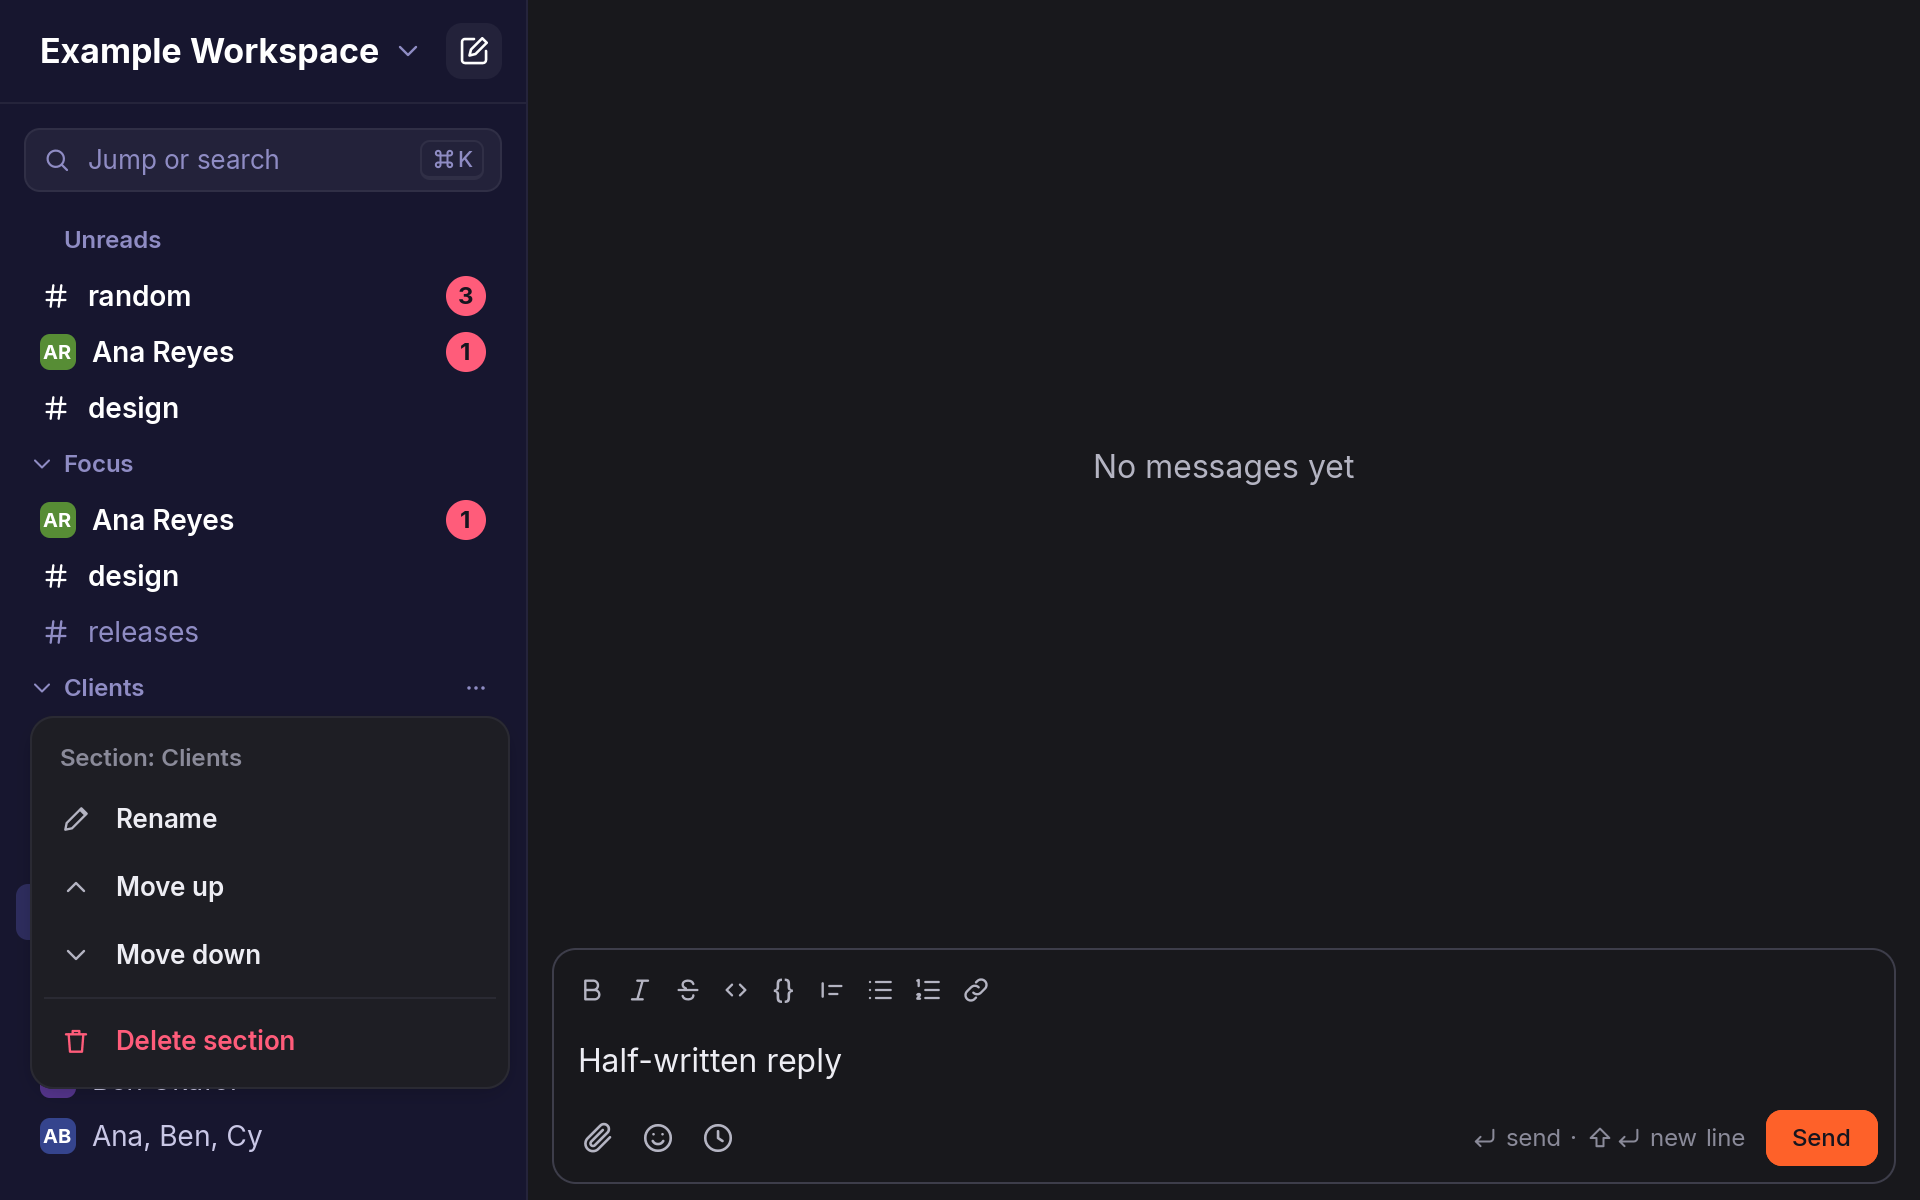 Example Workspace
Jump or search ⌘K
Unreads
# random 3
AR Ana Reyes 1
# design
Focus
AR Ana Reyes 1
# design
# releases
Clients
Section: Clients
Rename
Move up
Move down
Delete section
AB Ana, Ben, Cy
No messages yet
Half-written reply
send · new line
Send